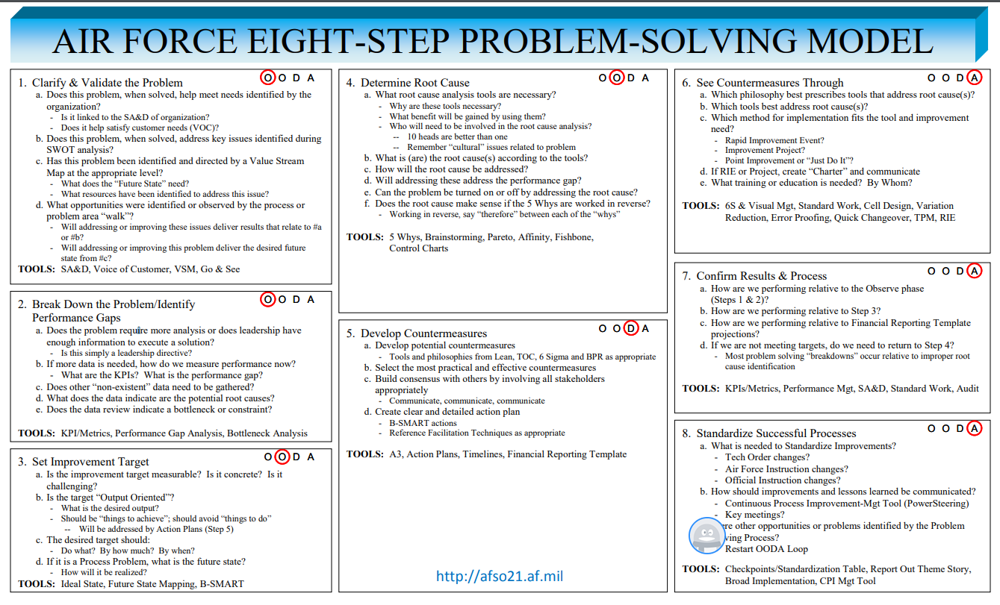 AIR FORCE EIGHT-STEP PROBLEM-SOLVING MODEL
1. Clarify & Validate the Problem
O O D A
a. Does this problem, when solved, help meet needs identified by the
organization?
- Is it linked to the SA&D of organization?
- Does it help satisfy customer needs (VOC)?
b. Does this problem, when solved, address key issues identified during
SWOT analysis?
c. Has this problem been identified and directed by a Value Stream
Map at the appropriate level?
- What does the “Future State” need?
- What resources have been identified to address this issue?
d. What opportunities were identified or observed by the process or
problem area “walk”?
- Will addressing or improving these issues deliver results that relate to #a
or #b?
- Will addressing or improving this problem deliver the desired future
state from #c?
TOOLS: SA&D, Voice of Customer, VSM, Go & See
2. Break Down the Problem/Identify
Performance Gaps
O O D A
a. Does the problem require more analysis or does leadership have
enough information to execute a solution?
- Is this simply a leadership directive?
b. If more data is needed, how do we measure performance now?
- What are the KPIs? What is the performance gap?
c. Does other “non-existent” data need to be gathered?
d. What does the data indicate are the potential root causes?
e. Does the data review indicate a bottleneck or constraint?
TOOLS: KPI/Metrics, Performance Gap Analysis, Bottleneck Analysis
3. Set Improvement Target
O O D A
a. Is the improvement target measurable? Is it concrete? Is it
challenging?
b. Is the target “Output Oriented”?
- What is the desired output?
- Should be “things to achieve”; should avoid “things to do”
-- Will be addressed by Action Plans (Step 5)
c. The desired target should:
- Do what? By how much? By when?
d. If it is a Process Problem, what is the future state?
- How will it be realized?
TOOLS: Ideal State, Future State Mapping, B-SMART
4. Determine Root Cause
O O D A
a. What root cause analysis tools are necessary?
- Why are these tools necessary?
- What benefit will be gained by using them?
- Who will need to be involved in the root cause analysis?
-- 10 heads are better than one
-- Remember “cultural” issues related to problem
b. What is (are) the root cause(s) according to the tools?
c. How will the root cause be addressed?
d. Will addressing these address the performance gap?
e. Can the problem be turned on or off by addressing the root cause?
f. Does the root cause make sense if the 5 Whys are worked in reverse?
- Working in reverse, say “therefore” between each of the “whys”
TOOLS: 5 Whys, Brainstorming, Pareto, Affinity, Fishbone,
Control Charts
5. Develop Countermeasures
O O D A
a. Develop potential countermeasures
- Tools and philosophies from Lean, TOC, 6 Sigma and BPR as appropriate
b. Select the most practical and effective countermeasures
c. Build consensus with others by involving all stakeholders
appropriately
- Communicate, communicate, communicate
d. Create clear and detailed action plan
- B-SMART actions
- Reference Facilitation Techniques as appropriate
TOOLS: A3, Action Plans, Timelines, Financial Reporting Template
http://afso21.af.mil
6. See Countermeasures Through
O O D A
a. Which philosophy best prescribes tools that address root cause(s)?
b. Which tools best address root cause(s)?
c. Which method for implementation fits the tool and improvement
need?
- Rapid Improvement Event?
- Improvement Project?
- Point Improvement or “Just Do It”?
d. If RIE or Project, create “Charter” and communicate
e. What training or education is needed? By Whom?
TOOLS: 6S & Visual Mgt, Standard Work, Cell Design, Variation
Reduction, Error Proofing, Quick Changeover, TPM, RIE
7. Confirm Results & Process
O O D A
a. How are we performing relative to the Observe phase
(Steps 1 & 2)?
b. How are we performing relative to Step 3?
c. How are we performing relative to Financial Reporting Template
projections?
d. If we are not meeting targets, do we need to return to Step 4?
- Most problem solving “breakdowns” occur relative to improper root
cause identification
TOOLS: KPIs/Metrics, Performance Mgt, SA&D, Standard Work, Audit
8. Standardize Successful Processes
O O D A
a. What is needed to Standardize Improvements?
- Tech Order changes?
- Air Force Instruction changes?
- Official Instruction changes?
b. How should improvements and lessons learned be communicated?
- Continuous Process Improvement-Mgt Tool (PowerSteering)
- Key meetings?
other opportunities or problems identified by the Problem
Process?
Restart OODA Loop
TOOLS: Checkpoints/Standardization Table, Report Out Theme Story,
Broad Implementation, CPI Mgt Tool